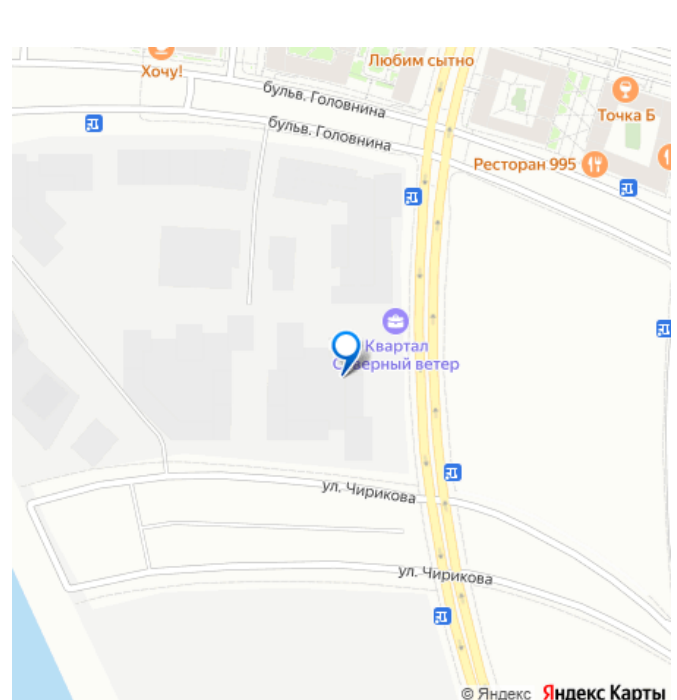 Любим сытно
Хочу!
бульв. Головнина
Точка Б
бульв. Головнина
Ресторан 995
Квартал
Северный ветер
ул. Чирикова
ул. Чирикова
© Яндекс Яндекс Карты